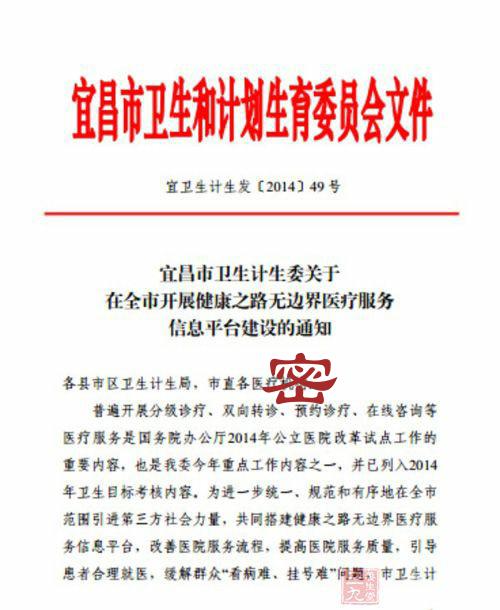 宜昌市卫生和计划生育委员会文件
宜卫生计生发〔2014〕49号
宜昌市卫生计生委关于
在全市开展健康之路无边界医疗服务
信息平台建设的通知
密
各县市区卫生计生局，市直各医疗机
普遍开展分级诊疗、双向转诊、预约诊疗、在线咨询等
医疗服务是国务院办公厅2014年公立医院改革试点工作的
重要内容，也是我委今年重点工作内容之一，并已列入2014
年卫生目标考核内容。为进一步统一、规范和有序地在全市
范围引进第三方社会力量，共同搭建健康之路无边界医疗服
务信息平台，改善医院服务流程，提高医院服务质量，引导
患者合理就医，缓解群众“看病难、挂号难”问题，市卫生计